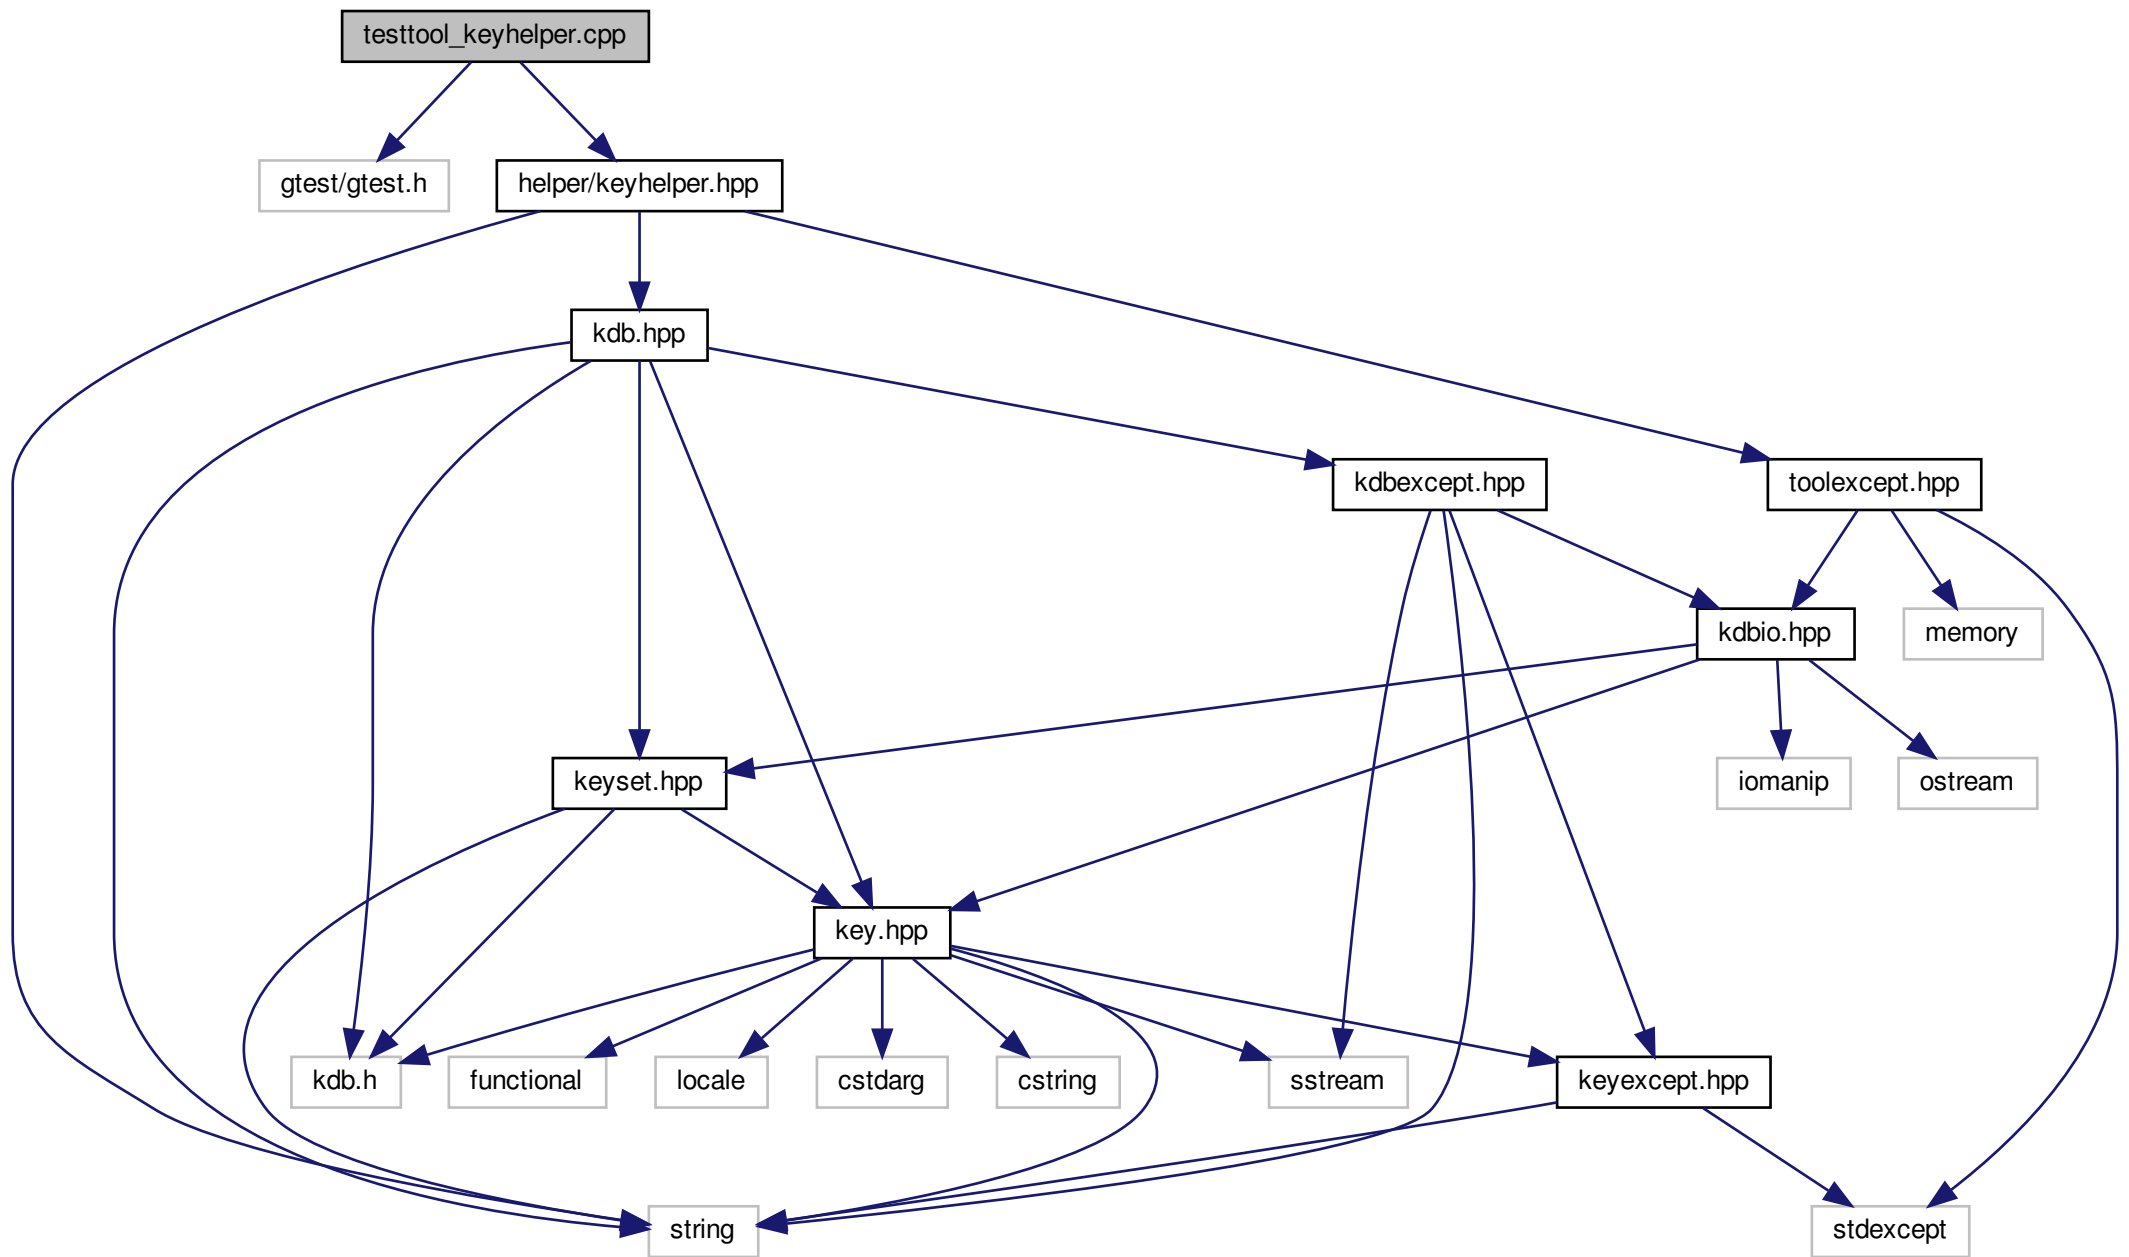 testtool_keyhelper.cpp
gtest/gtest.h
helper/keyhelper.hpp
kdb.hpp
kdbexcept.hpp
toolexcept.hpp
kdbio.hpp
memory
keyset.hpp
iomanip
ostream
key.hpp
kdb.h
functional
locale
cstdarg
cstring
sstream
keyexcept.hpp
string
stdexcept